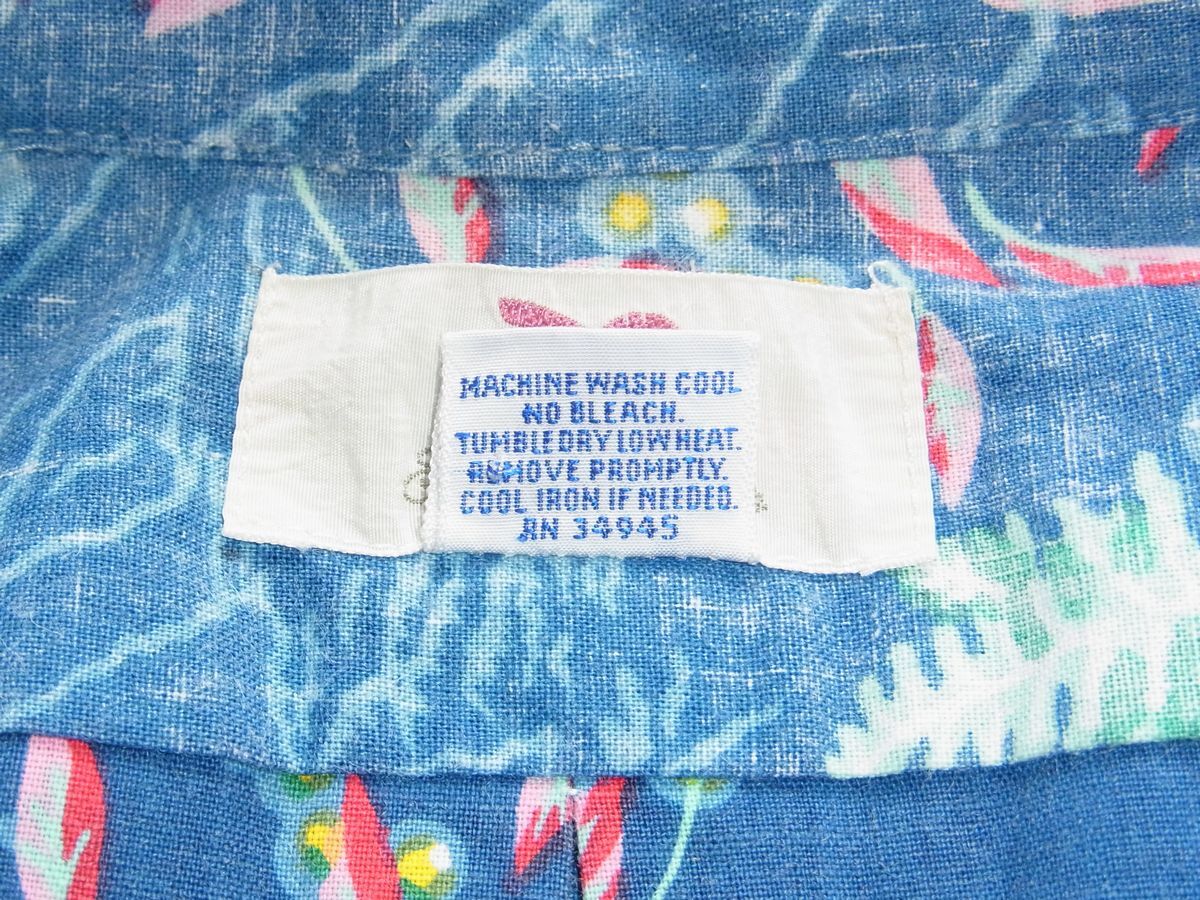 MACHINE WASH COOL
NO BLEACH.
TUMBLE DRY LOW HEAT.
REMOVE PROMPTLY.
COOL IRON IF NEEDED.
RN 34945